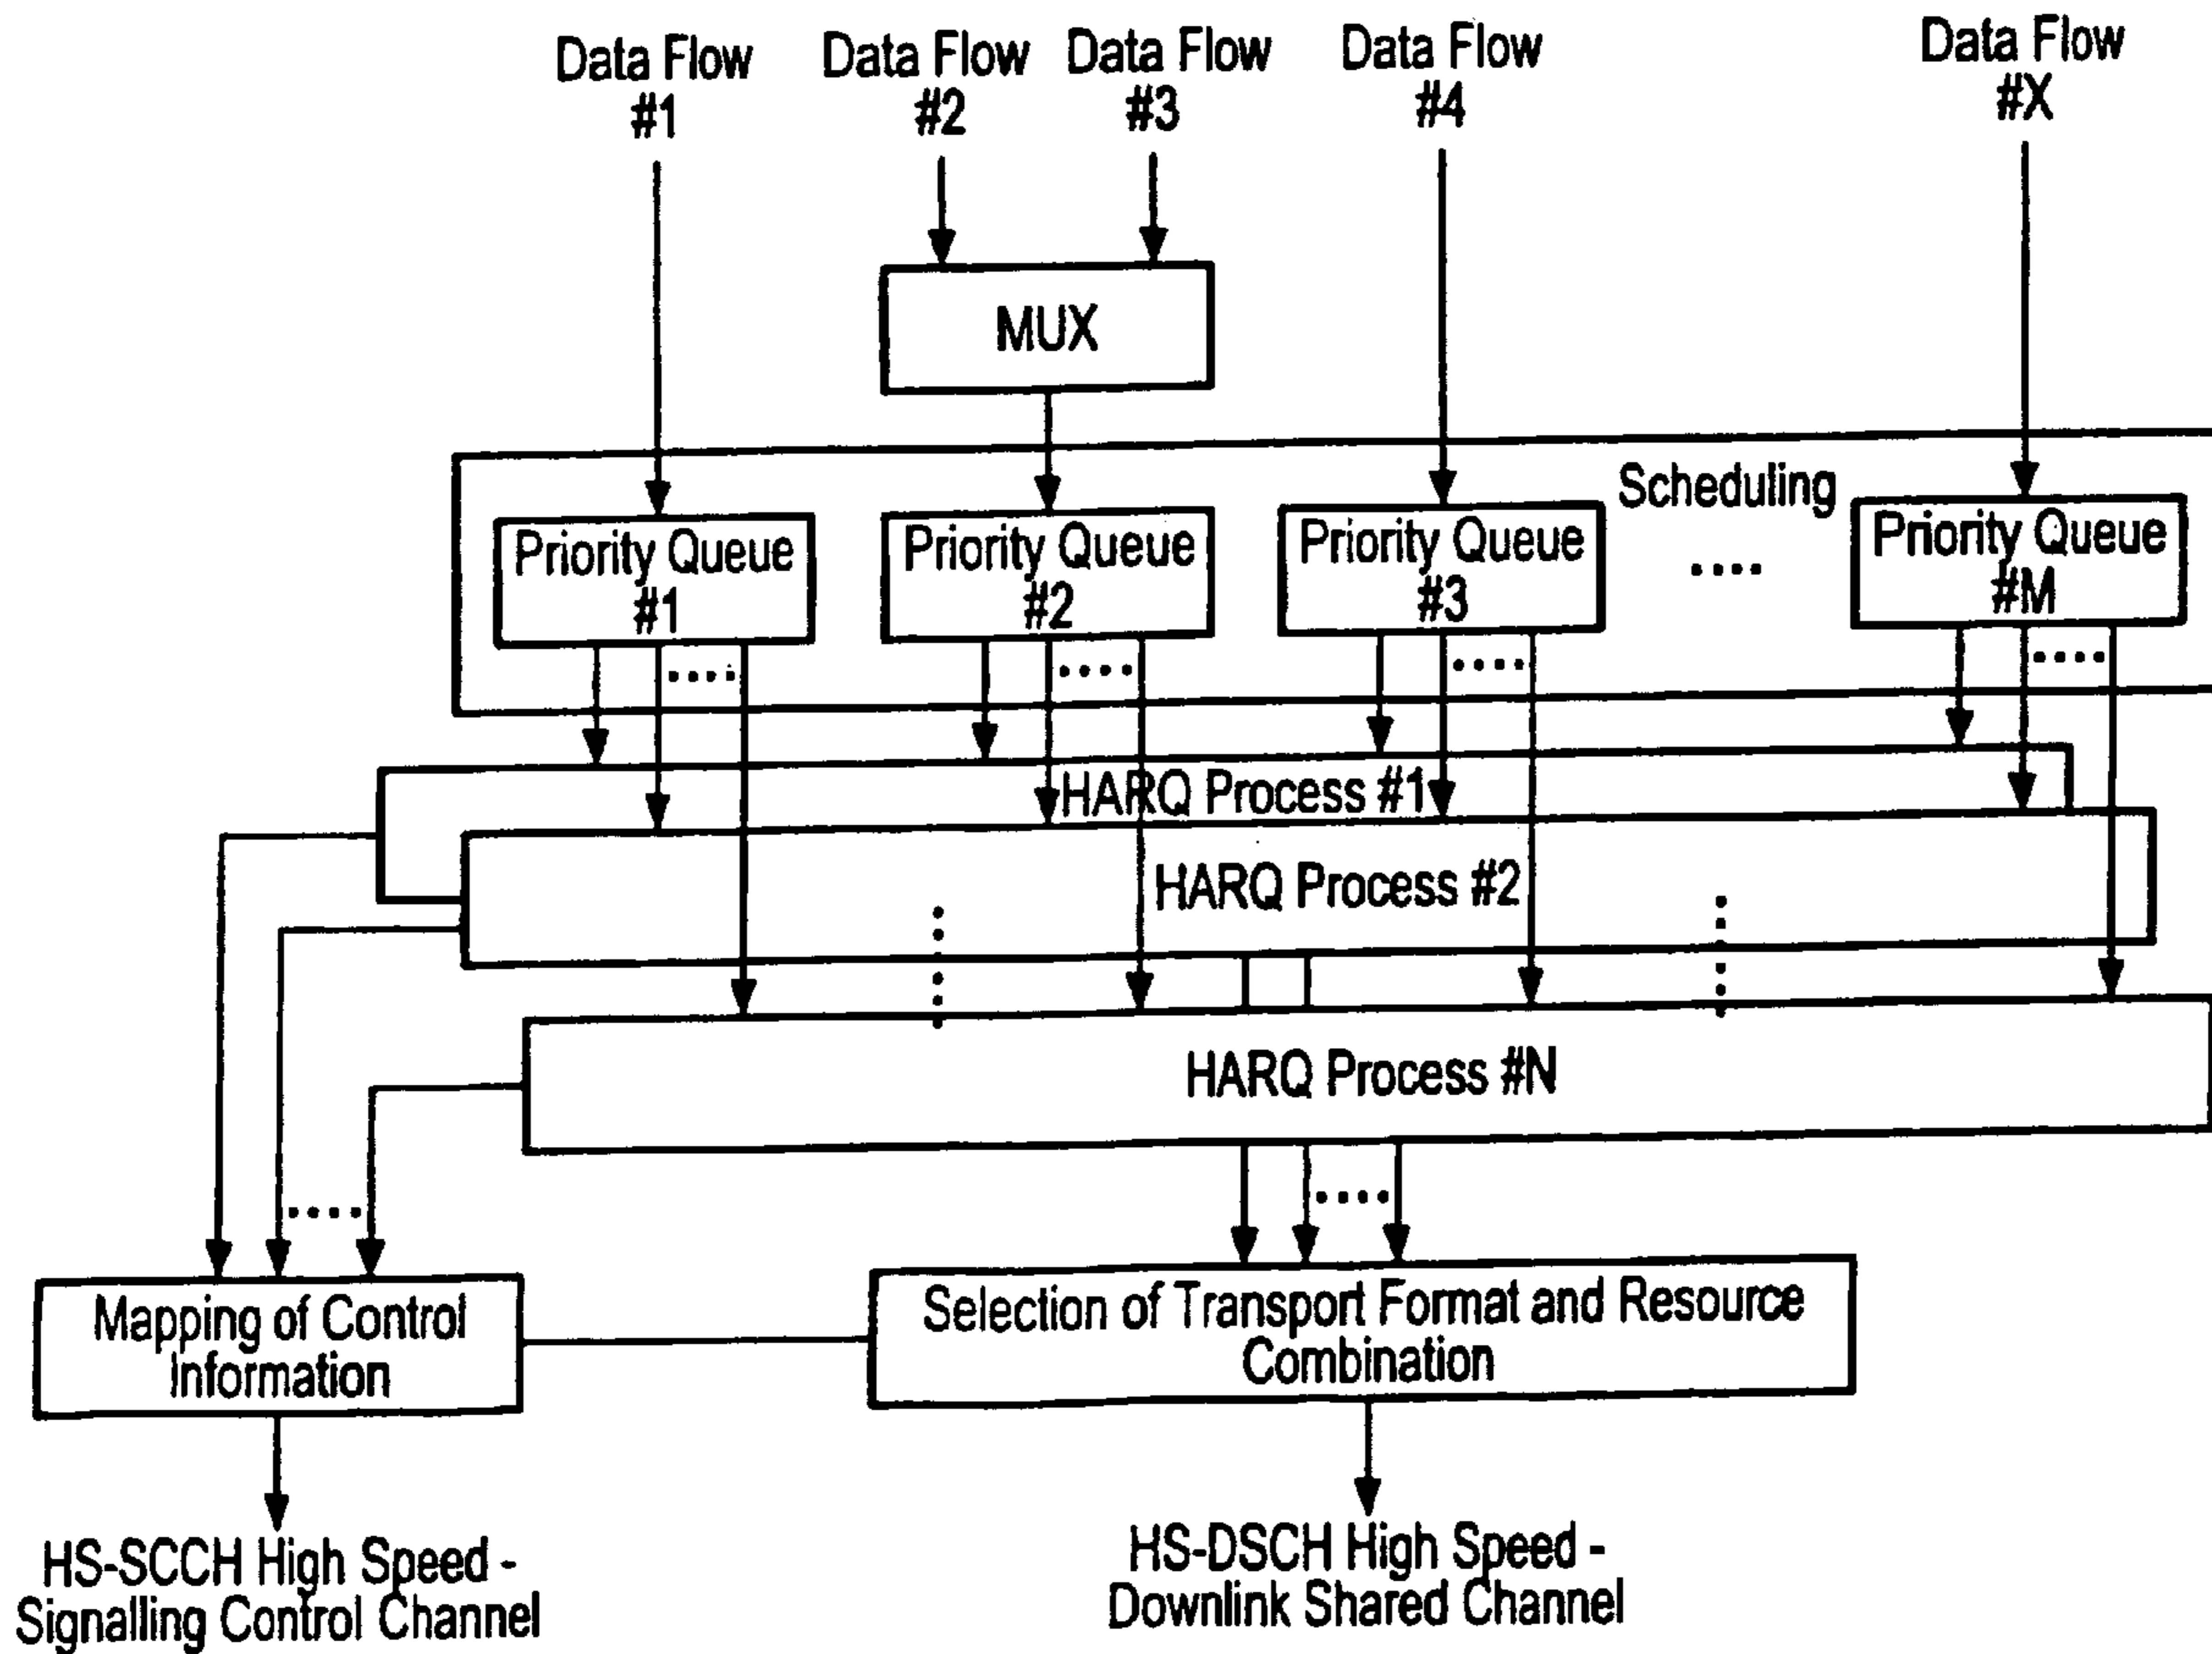 Data Flow
#1
Data Flow
#2
Data Flow
#3
Data Flow
#4
Data Flow
#X
MUX
Scheduling
Priority Queue
#1
Priority Queue
#2
Priority Queue
#3
....
Priority Queue
#M
HARQ Process #1
HARQ Process #2
HARQ Process #N
Mapping of Control
Information
Selection of Transport Format and Resource
Combination
HS-SCCH High Speed -
Signalling Control Channel
HS-DSCH High Speed -
Downlink Shared Channel